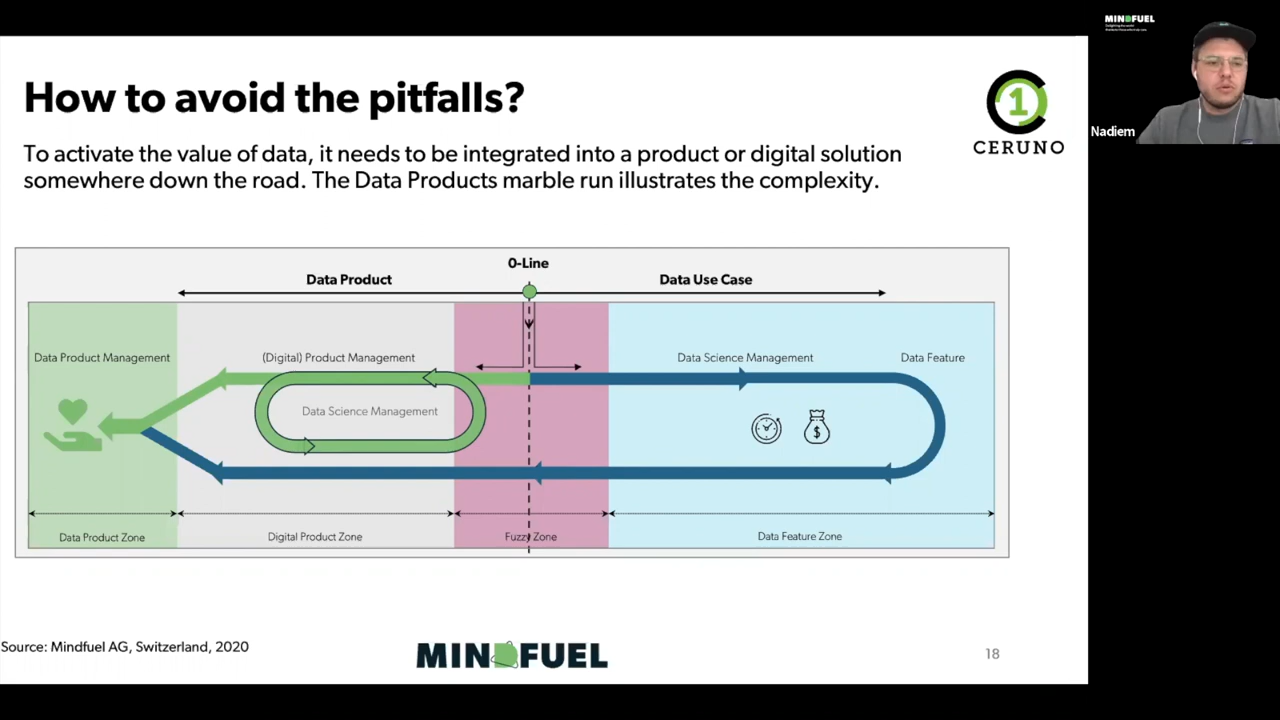 How to avoid the pitfalls?
To activate the value of data, it needs to be integrated into a product or digital solution
somewhere down the road. The Data Products marble run illustrates the complexity.
1
CERUNO
MINDFUEL
Nadiem
0-Line
Data Product
Data Use Case
Data Product Management
(Digital) Product Management
Data Science Management
Data Feature
Data Science Management
$
Data Product Zone
Digital Product Zone
Fuzzy Zone
Data Feature Zone
Source: Mindfuel AG, Switzerland, 2020
MINDFUEL
18